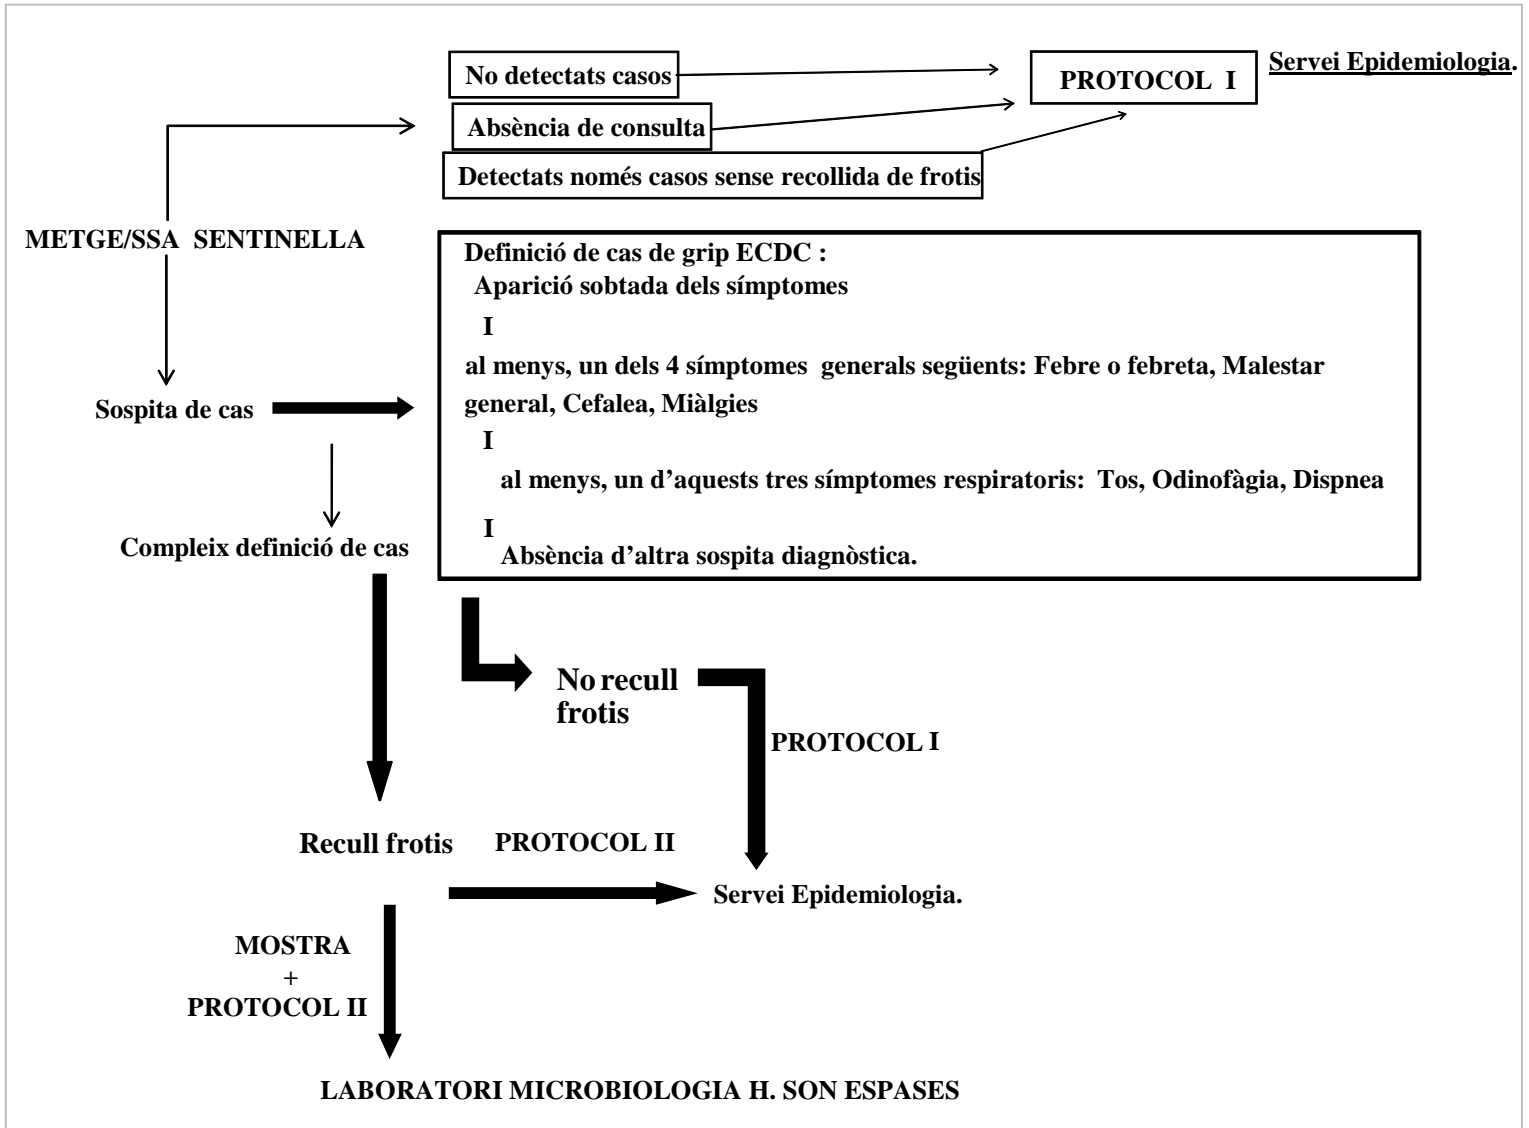 No detectats casos
PROTOCOL I
Servei Epidemiologia.
Absència de consulta
Detectats només casos sense recollida de frotis
METGE/SSA SENTINELLA
Definició de cas de grip ECDC :
Aparició sobtada dels símptomes
I
al menys, un dels 4 símptomes generals següents: Febre o febreta, Malestar
general, Cefalea, Miàlgies
Sospita de cas
I
al menys, un d’aquests tres símptomes respiratoris: Tos, Odinofàgia, Dispnea
I
Absència d’altra sospita diagnòstica.
Compleix definició de cas
No recull
frotis
PROTOCOL I
Recull frotis
PROTOCOL II
Servei Epidemiologia.
MOSTRA
+
PROTOCOL II
LABORATORI MICROBIOLOGIA H. SON ESPASES